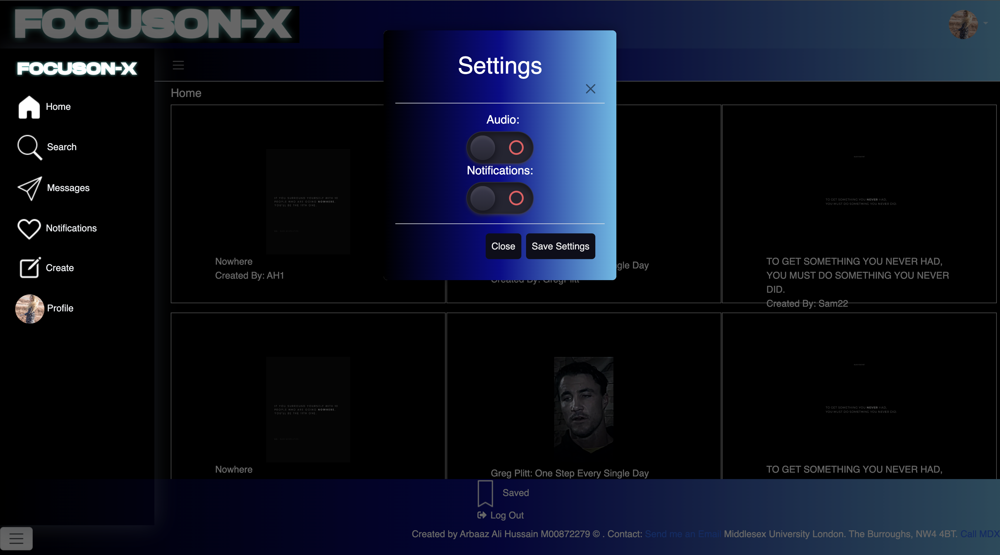 FOCUSON-X
FOCUSON-X
Home
Search
Messages
Notifications
Create
Profile
Settings
Audio:
Notifications:
Close
Save Settings
Home
IF YOU SURROUND YOURSELF WITH 10
PEOPLE WHO ARE GOING NOWHERE.
YOU'LL BE THE 11TH ONE.
Nowhere
Created By: AH1
gle Day
Created By: GregPlitt
TO GET SOMETHING YOU NEVER HAD,
YOU MUST DO SOMETHING YOU NEVER DID.
TO GET SOMETHING YOU NEVER HAD,
YOU MUST DO SOMETHING YOU NEVER
DID.
Created By: Sam22
IF YOU SURROUND YOURSELF WITH 10
PEOPLE WHO ARE GOING NOWHERE.
YOU'LL BE THE 11TH ONE.
Nowhere
Greg Plitt: One Step Every Single Day
TO GET SOMETHING YOU NEVER HAD,
YOU MUST DO SOMETHING YOU NEVER DID.
TO GET SOMETHING YOU NEVER HAD,
Saved
Log Out
Created by Arbaaz Ali Hussain M00872279 © . Contact: Send me an Email Middlesex University London. The Burroughs, NW4 4BT. Call MDX